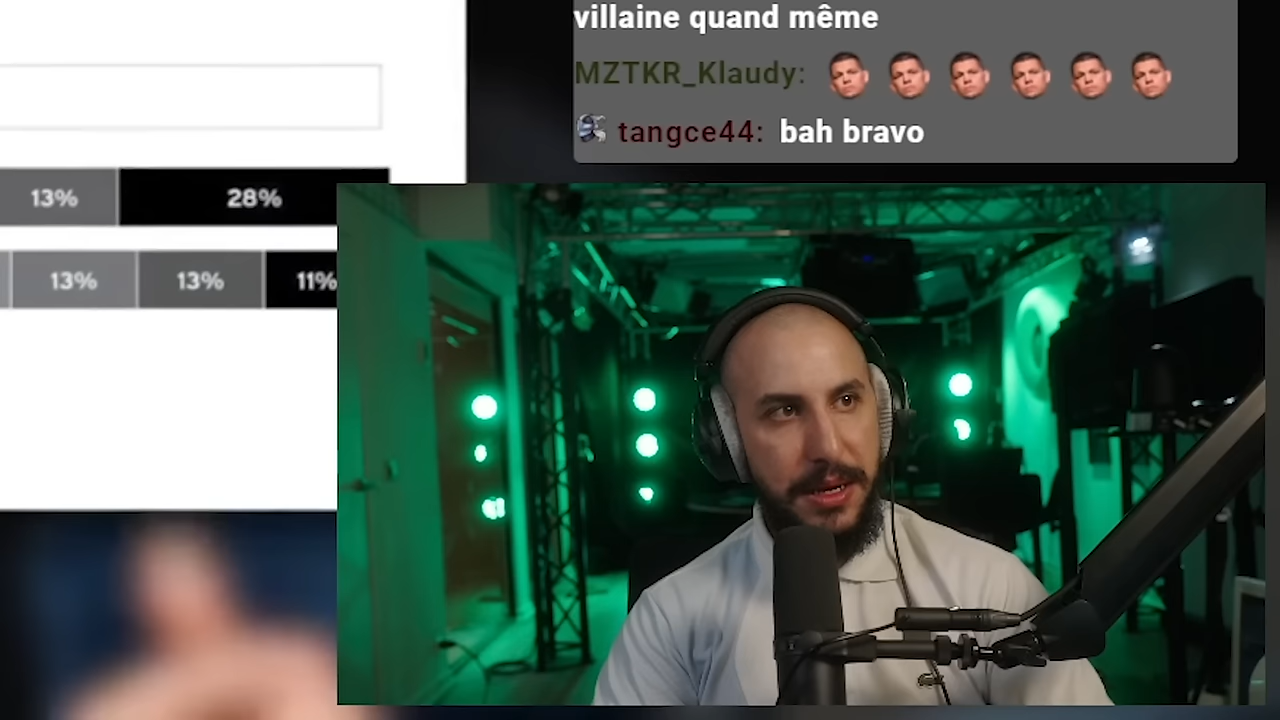 villaine quand même
MZTKR_Klaudy:
tangce44: bah bravo
13% 28%
13% 13% 11%